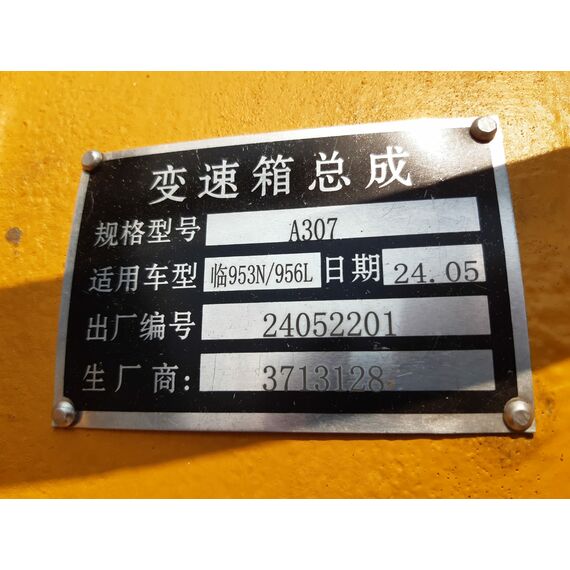 变速箱总成
规格型号 A307
适用车型 临953N/956L 日期 24.05
出厂编号 24052201
生厂商: 3713128